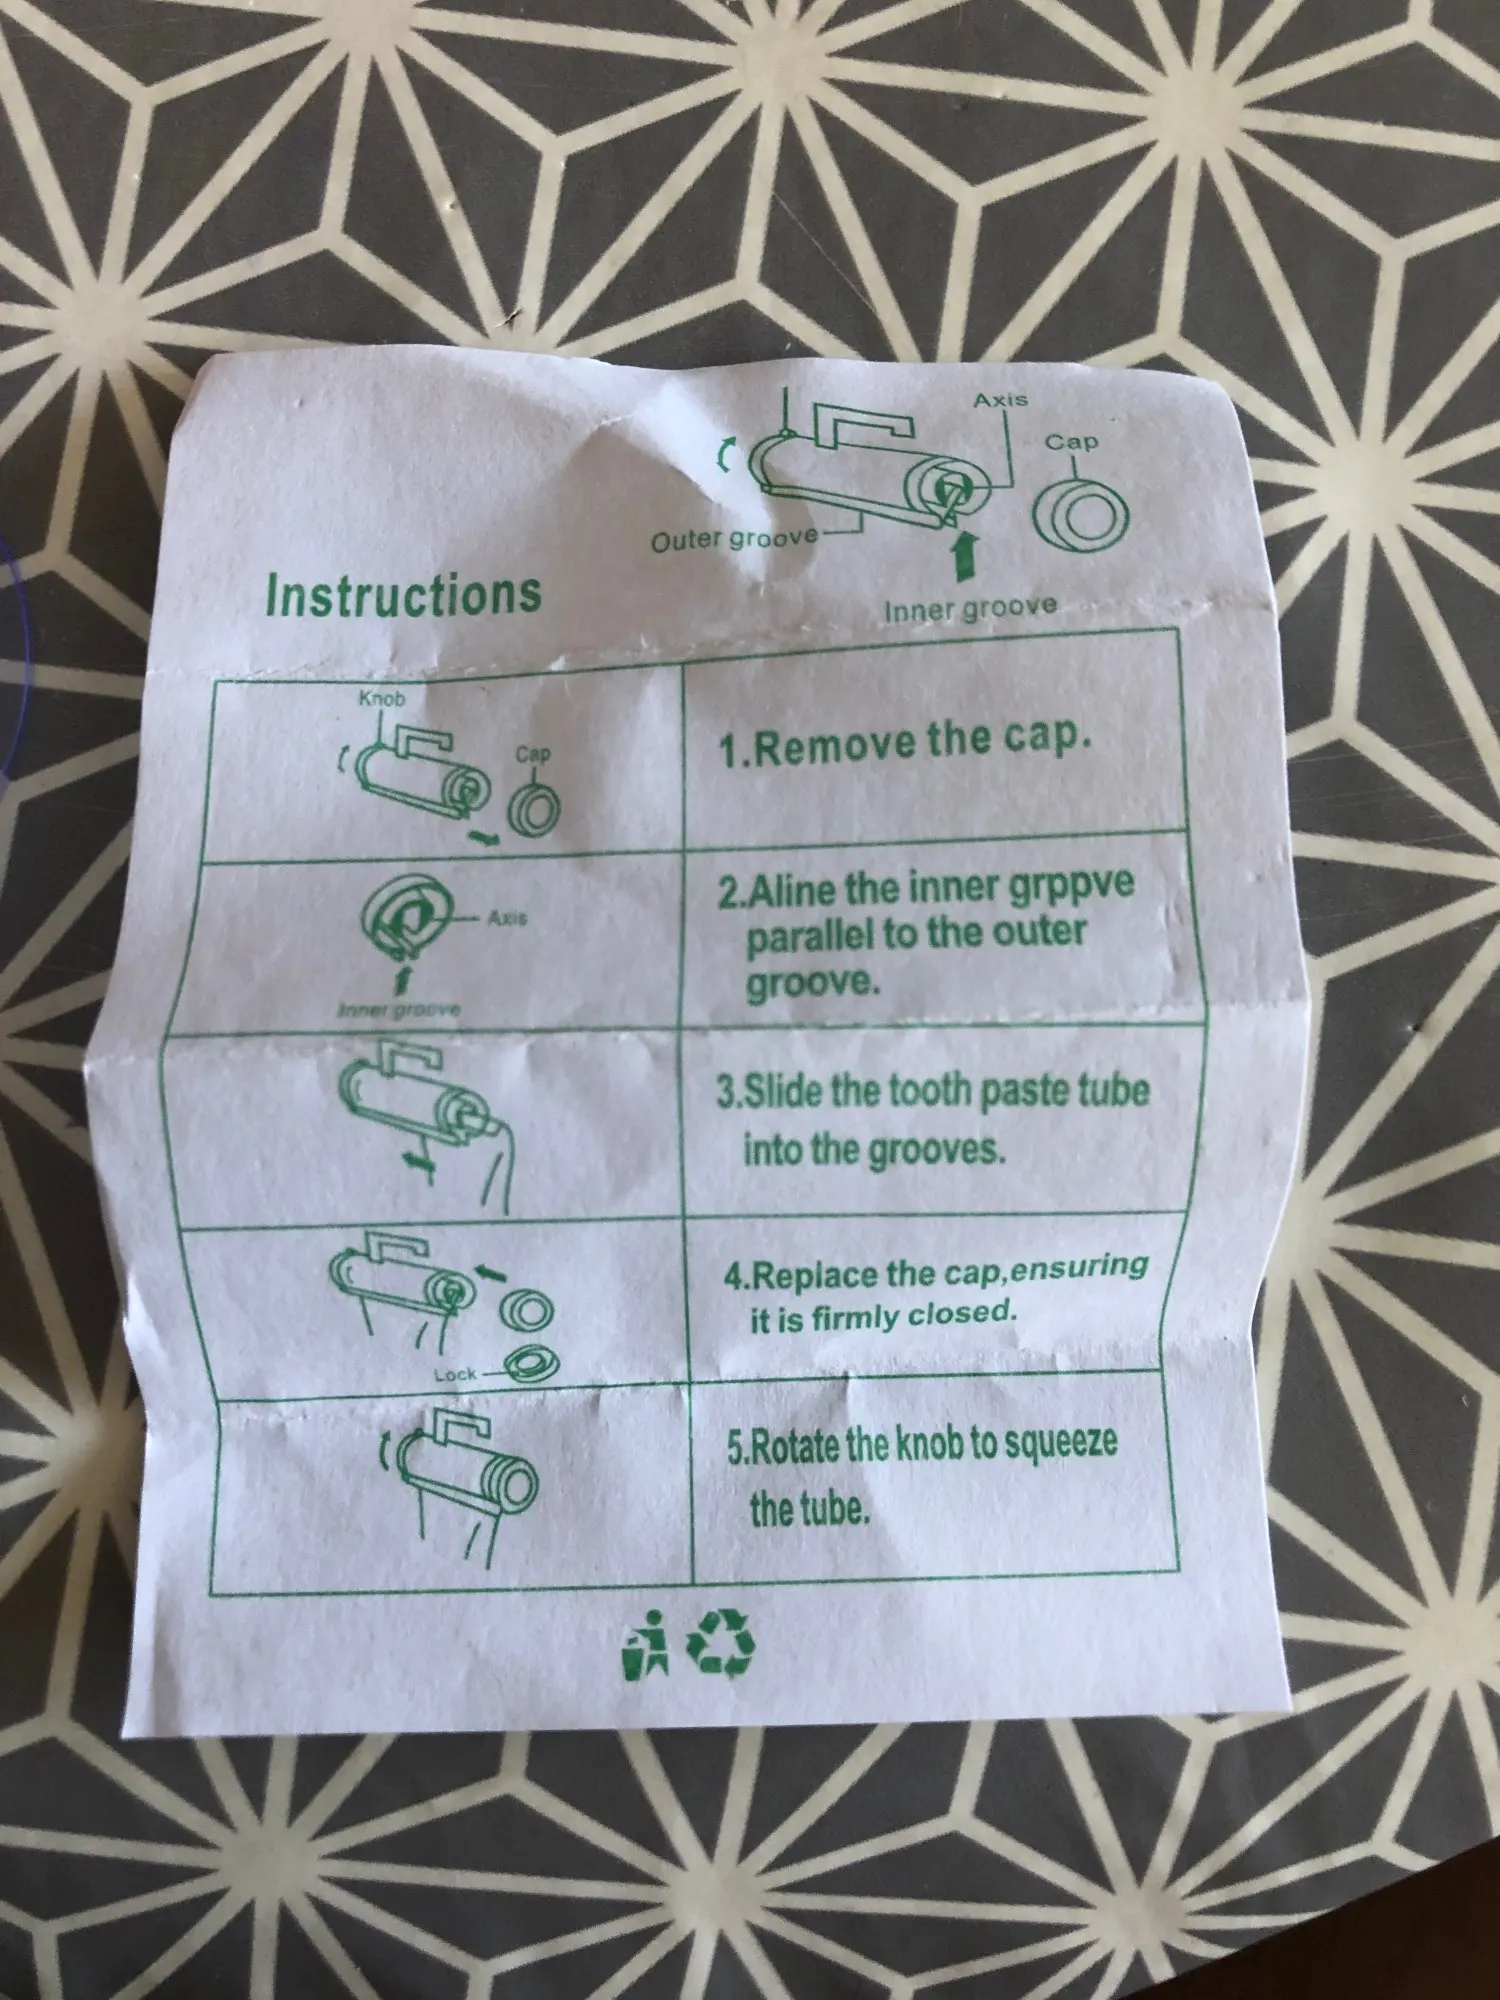 Axis
Cap
Outer groove
Inner groove
Instructions
Knob
Cap
1.Remove the cap.
Axis
Inner groove
2.Aline the inner grppve
parallel to the outer
groove.
3.Slide the tooth paste tube
into the grooves.
Lock
4.Replace the cap,ensuring
it is firmly closed.
5.Rotate the knob to squeeze
the tube.